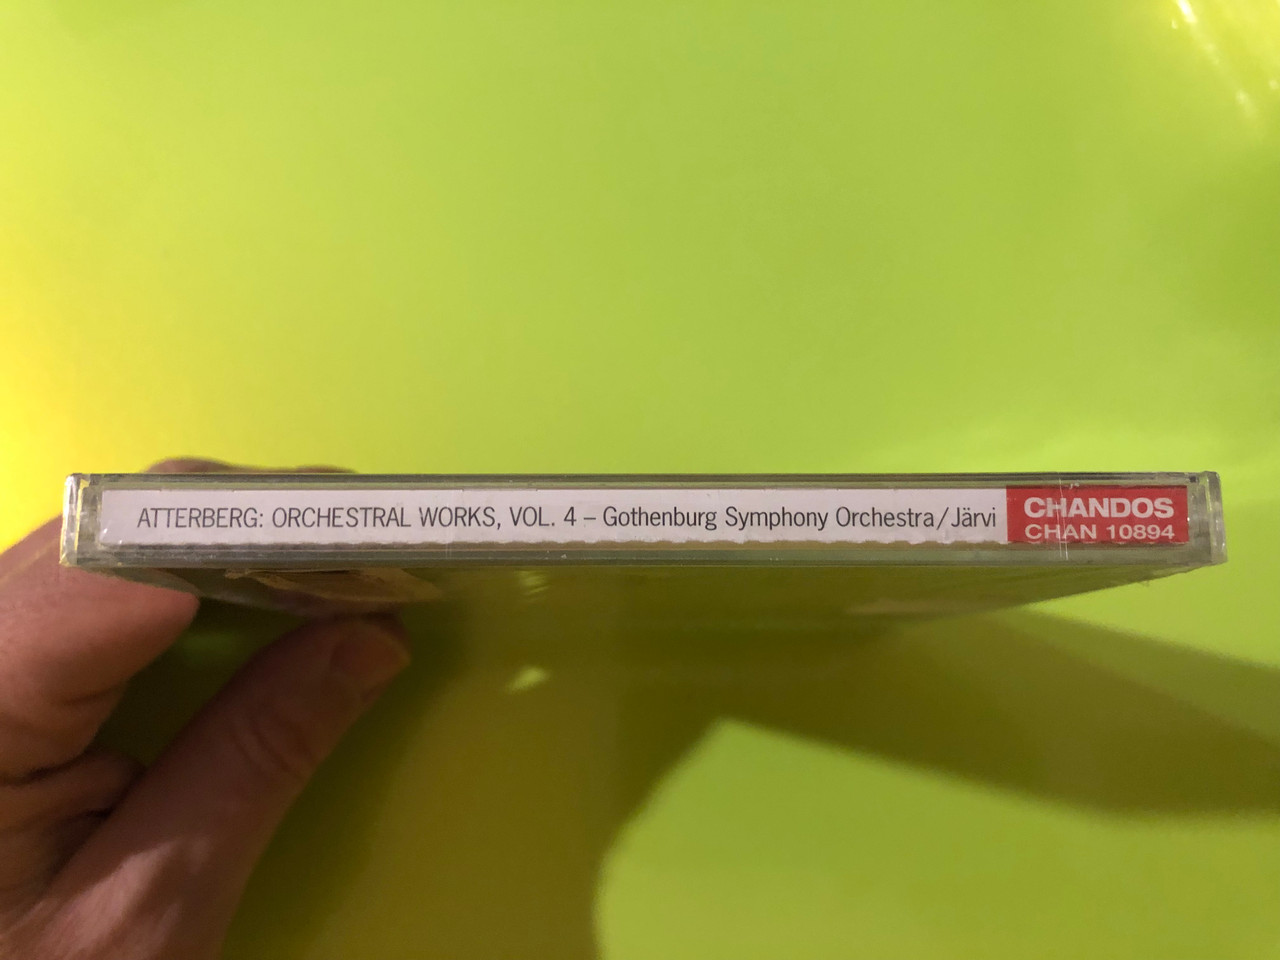 ATTERBERG: ORCHESTRAL WORKS, VOL. 4 – Gothenburg Symphony Orchestra/Järvi
CHANDOS
CHAN 10894